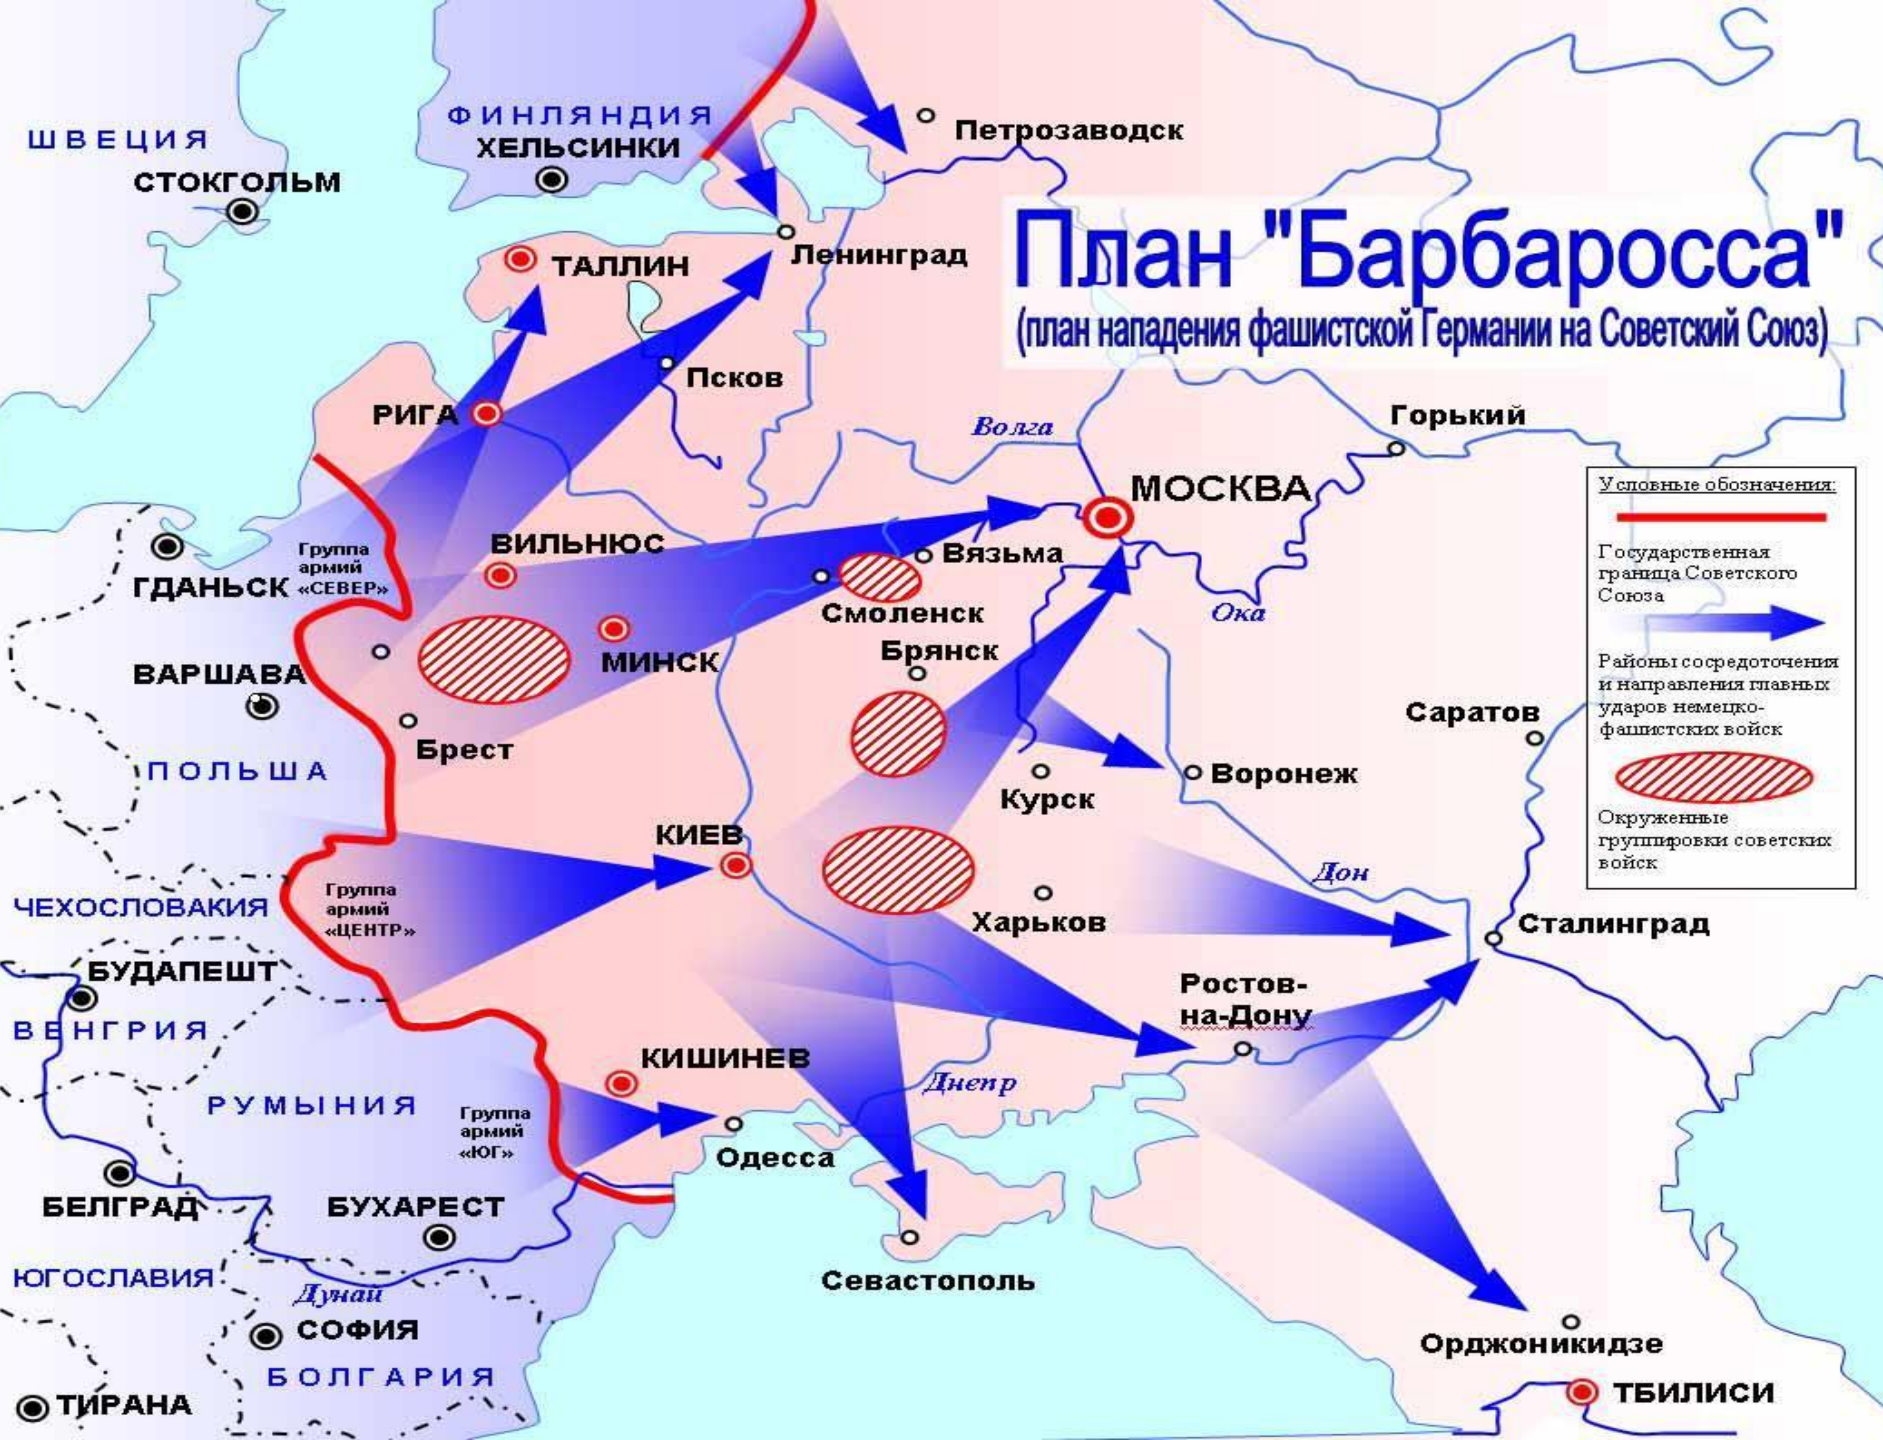 ШВЕЦИЯ
СТОКГОЛЬМ
ФИНЛЯНДИЯ
ХЕЛЬСИНКИ
Петрозаводск
План "Барбаросса"
(план нападения фашистской Германии на Советский Союз)
Ленинград
ТАЛЛИН
Псков
РИГА
Волга
Горький
МОСКВА
Условные обозначения:
Государственная
граница Советского
Союза
Районы сосредоточения
и направления главных
ударов немецко-
фашистских войск
Окруженные
группировки советских
войск
ГДАНЬСК
Группа
армий
«СЕВЕР»
ВИЛЬНЮС
Вязьма
Смоленск
Ока
Брянск
МИНСК
ВАРШАВА
Брест
ПОЛЬША
Саратов
Воронеж
Курск
КИЕВ
Дон
ЧЕХОСЛОВАКИЯ
Группа
армий
«ЦЕНТР»
Харьков
Сталинград
БУДАПЕШТ
ВЕНГРИЯ
Ростов-
на-Дону
КИШИНЕВ
Днепр
РУМЫНИЯ
Группа
армий
«ЮГ»
Одесса
БЕЛГРАД
БУХАРЕСТ
Севастополь
ЮГОСЛАВИЯ
Дунай
СОФИЯ
БОЛГАРИЯ
ТИРАНА
Орджоникидзе
ТБИЛИСИ